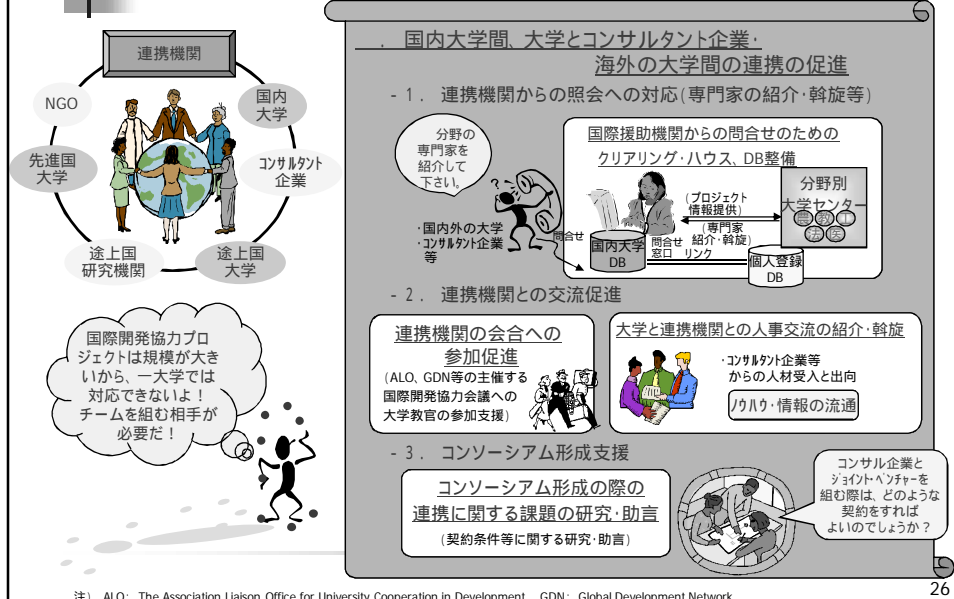 連携機関
NGO
国内
大学
先進国
大学
コンサルタント
企業
途上国
研究機関
途上国
大学
国際開発協力プロ
ジェクトは規模が大き
いから、一大学では
対応できないよ！
チームを組む相手が
必要だ！
． 国内大学間、大学とコンサルタント企業・
海外の大学間の連携の促進
-１． 連携機関からの照会への対応(専門家の紹介・斡旋等)
分野の
専門家を
紹介して
下さい。
?
・国内外の大学
・コンサルタント企業
等
問合せ
国際援助機関からの問合せのための
クリアリング・ハウス、DB整備
国内大学
DB
問合せ
窓口
(プロジェクト
情報提供)
(専門家
紹介・斡旋)
リンク
分野別
大学センター
農 教 工
法 医
個人登録
DB
-２． 連携機関との交流促進
連携機関の会合への
参加促進
(ALO、GDN等の主催する
国際開発協力会議への
大学教官の参加支援)
大学と連携機関との人事交流の紹介・斡旋
・コンサルタント企業等
からの人材受入と出向
ノウハウ・情報の流通
-３． コンソーシアム形成支援
コンソーシアム形成の際の
連携に関する課題の研究・助言
(契約条件等に関する研究・助言)
コンサル企業と
ジョイント・ベンチャーを
組む際は、どのような
契約をすれば
よいのでしょうか？
注） ALO： The Association Liaison Office for University Cooperation in Development、 GDN： Global Development Network
26